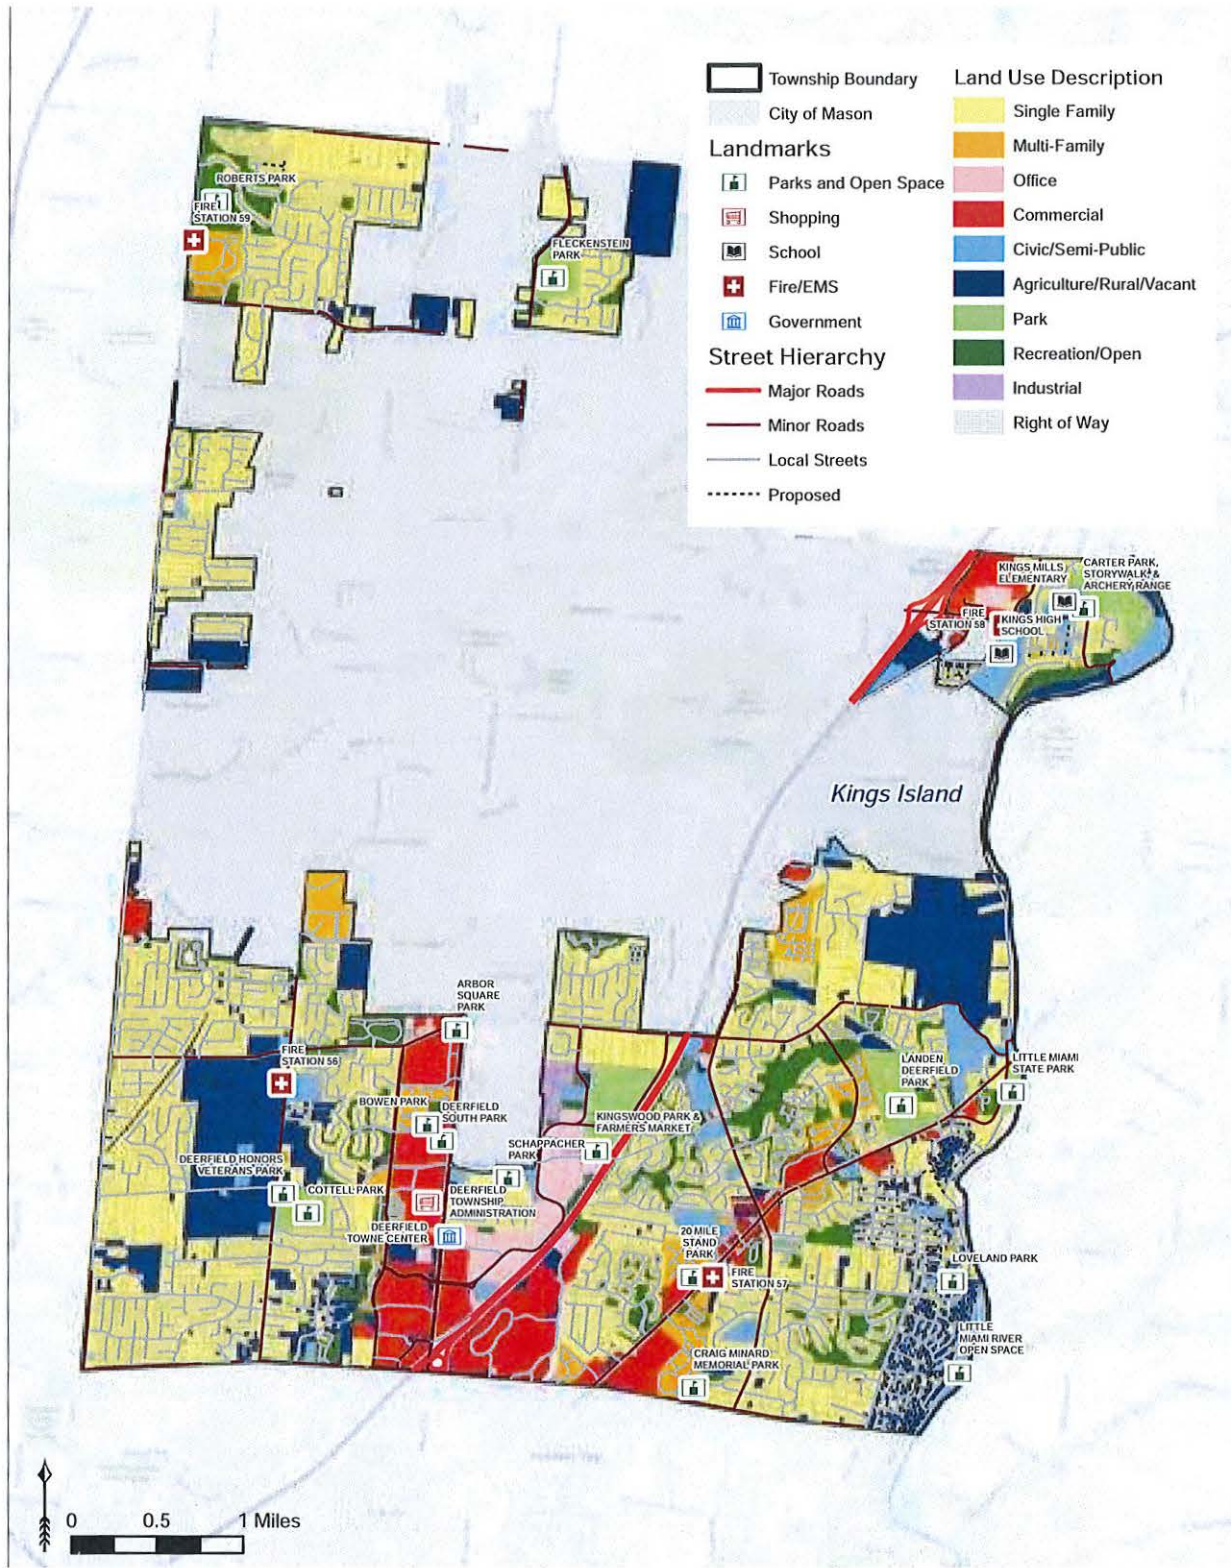 Township Boundary
City of Mason
Landmarks
Parks and Open Space
Shopping
School
Fire/EMS
Government
Street Hierarchy
Major Roads
Minor Roads
Local Streets
Proposed
Land Use Description
Single Family
Multi-Family
Office
Commercial
Civic/Semi-Public
Agriculture/Rural/Vacant
Park
Recreation/Open
Industrial
Right of Way
ROBERTS PARK
FIRE
STATION 59
FLECKENSTEIN
PARK
KINGS MILLS
ELEMENTARY
CARTER PARK,
STORYWALK, &
ARCHERY RANGE
FIRE
STATION 58
KINGS HIGH
SCHOOL
Kings Island
ARBOR
SQUARE
PARK
FIRE
STATION 56
BOWEN PARK
DEERFIELD
SOUTH PARK
LANDEN
DEERFIELD
PARK
LITTLE MIAMI
STATE PARK
KINGSWOOD PARK &
FARMERS MARKET
SCHAPPACHER
PARK
DEERFIELD HONORS
VETERANS PARK
COTTELL PARK
DEERFIELD
TOWNSHIP
ADMINISTRATION
DEERFIELD
TOWNE CENTER
20 MILE
STAND
PARK
FIRE
STATION 57
LOVELAND PARK
LITTLE
MIAMI RIVER
OPEN SPACE
CRAIG MINARD
MEMORIAL PARK
0 0.5 1 Miles